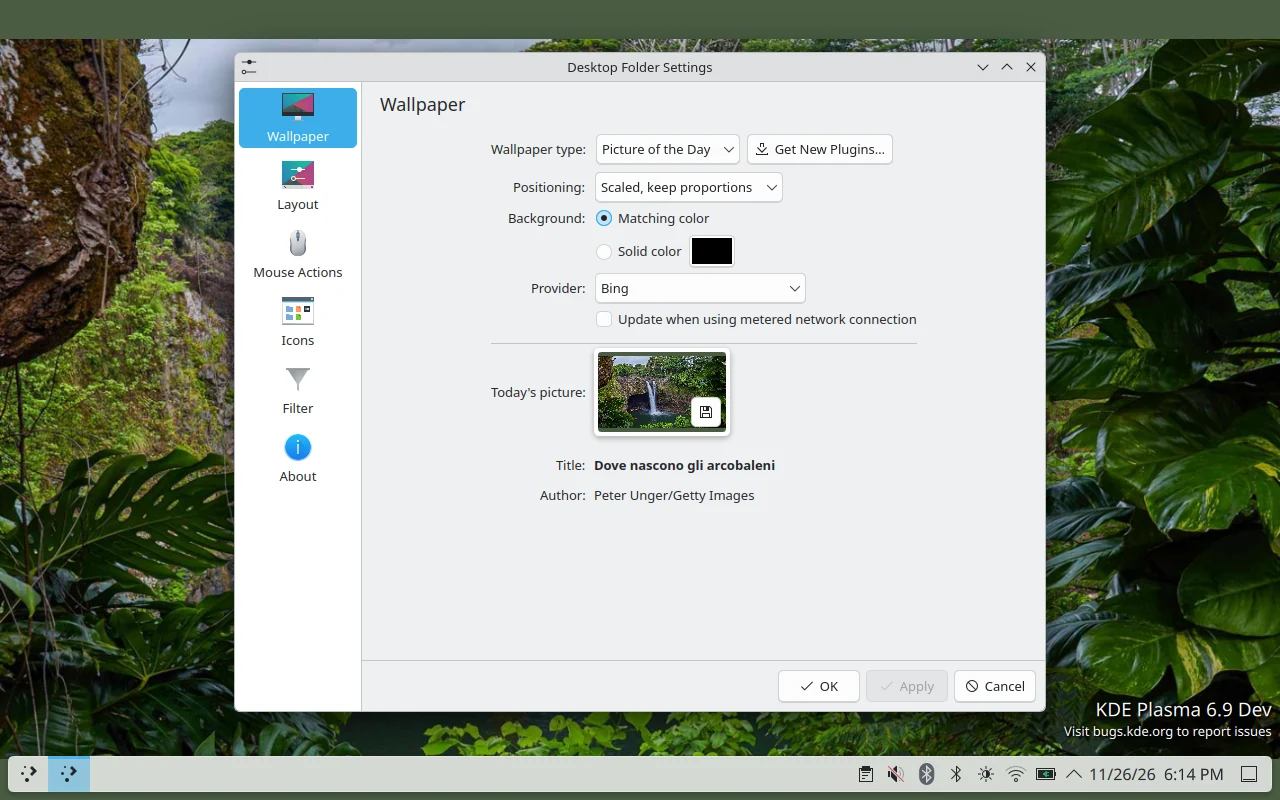 Desktop Folder Settings
Wallpaper
Layout
Mouse Actions
Icons
Filter
About
Wallpaper
Wallpaper type: Picture of the Day Get New Plugins...
Positioning: Scaled, keep proportions
Background: Matching color
Solid color
Provider: Bing
Update when using metered network connection
Today's picture:
Title: Dove nascono gli arcobaleni
Author: Peter Unger/Getty Images
OK Apply Cancel
KDE Plasma 6.9 Dev
Visit bugs.kde.org to report issues
11/26/26 6:14 PM